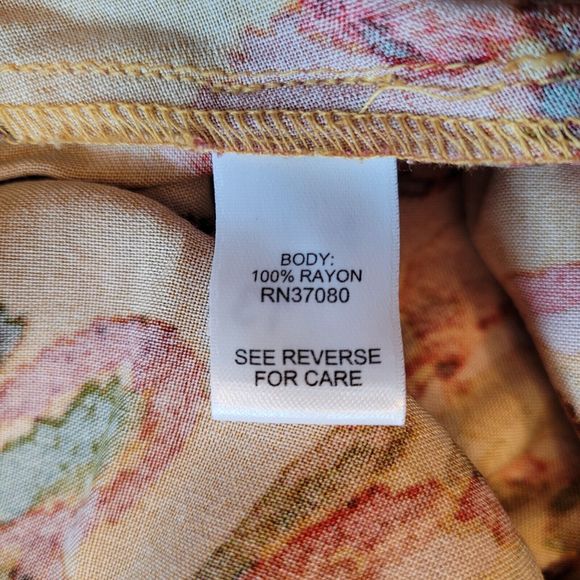 BODY:
100% RAYON
RN37080
SEE REVERSE
FOR CARE